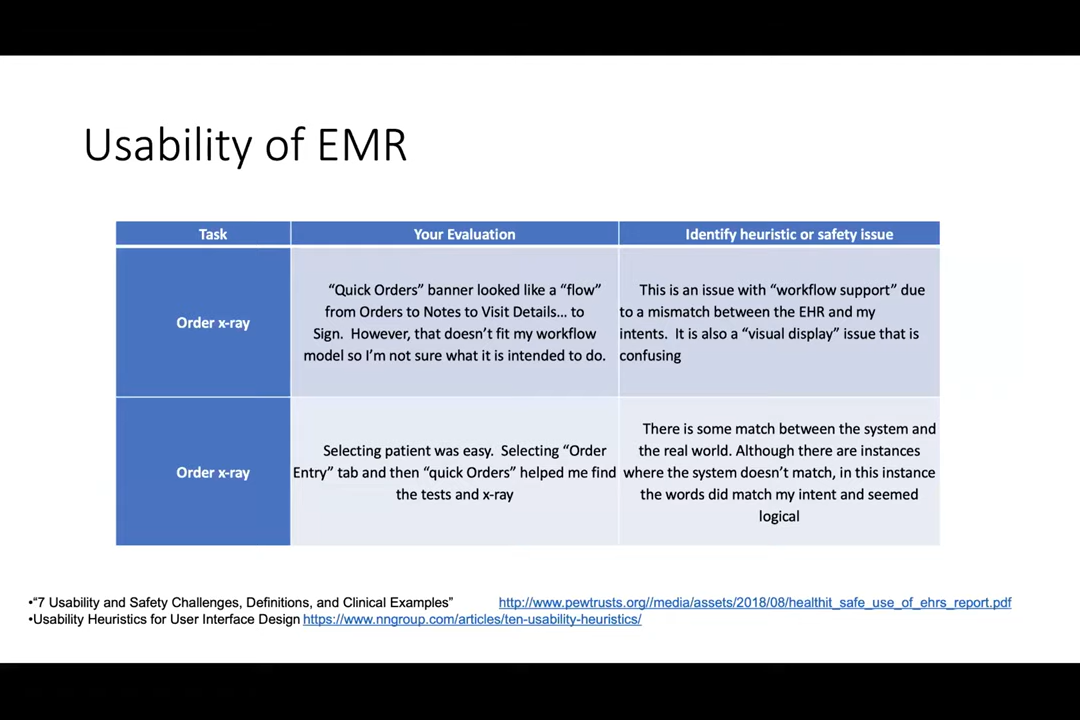 Usability of EMR
Task
Your Evaluation
Identify heuristic or safety issue
Order x-ray
“Quick Orders” banner looked like a “flow”
from Orders to Notes to Visit Details... to
Sign.  However, that doesn’t fit my workflow
model so I’m not sure what it is intended to do.
This is an issue with “workflow support” due
to a mismatch between the EHR and my
intents.  It is also a “visual display” issue that is
confusing
Order x-ray
Selecting patient was easy.  Selecting “Order
Entry” tab and then “quick Orders” helped me find
the tests and x-ray
There is some match between the system and
the real world. Although there are instances
where the system doesn’t match, in this instance
the words did match my intent and seemed
logical
•“7 Usability and Safety Challenges, Definitions, and Clinical Examples” http://www.pewtrusts.org//media/assets/2018/08/healthit_safe_use_of_ehrs_report.pdf
•Usability Heuristics for User Interface Design https://www.nngroup.com/articles/ten-usability-heuristics/